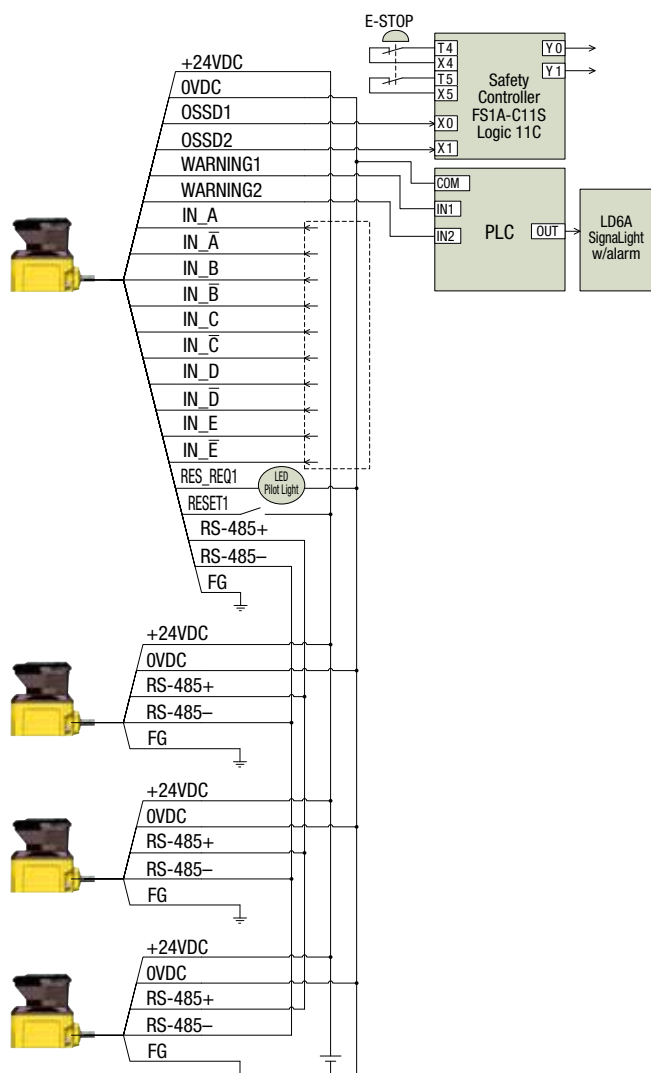 E-STOP
+24VDC
0VDC
OSSD1
OSSD2
WARNING1
WARNING2
IN_A
IN_A̅
IN_B
IN_B̅
IN_C
IN_C̅
IN_D
IN_D̅
IN_E
IN_E̅
RES_REQ1
LED
Pilot Light
RESET1
RS-485+
RS-485–
FG
T4
X4
T5
X5
X0
X1
Safety
Controller
FS1A-C11S
Logic 11C
Y0
Y1
COM
IN1
IN2
PLC
OUT
LD6A
SignaLight
w/alarm
+24VDC
0VDC
RS-485+
RS-485–
FG
+24VDC
0VDC
RS-485+
RS-485–
FG
+24VDC
0VDC
RS-485+
RS-485–
FG